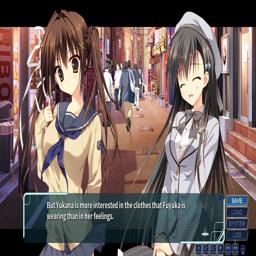 But Yukana is more interested in the clothes that Fuyuka is
wearing than in her feelings.
SAVE
LOAD
SYSTEM
LOG